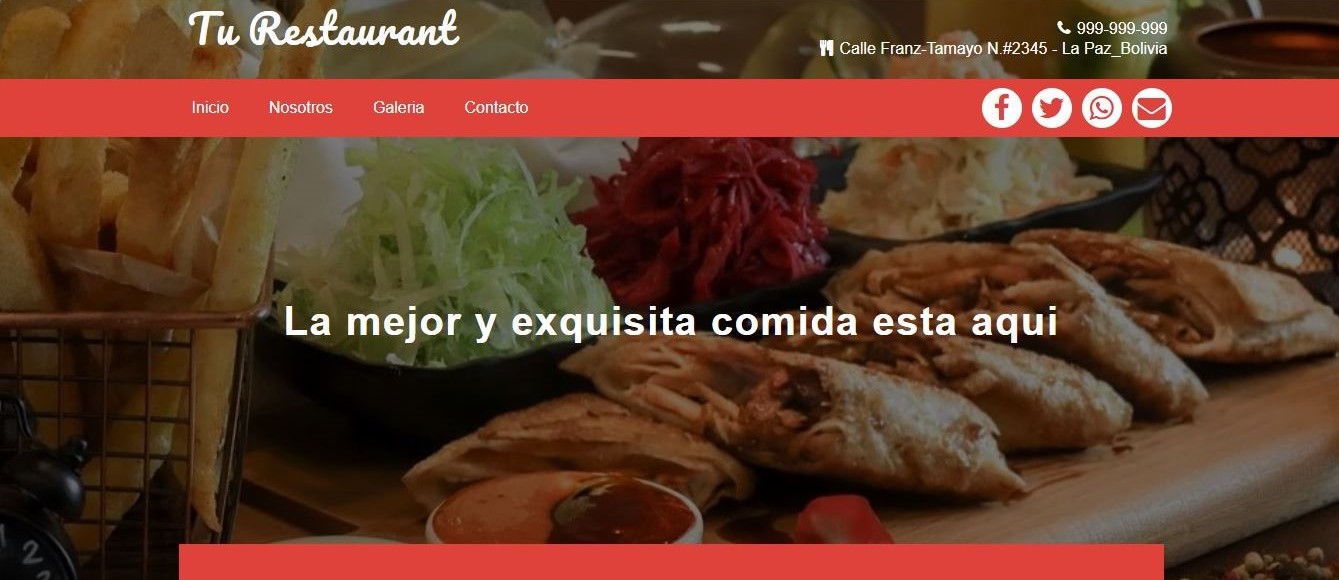 Tu Restaurant
999-999-999
Calle Franz-Tamayo N.#2345 - La Paz_Bolivia
Inicio Nosotros Galeria Contacto
La mejor y exquisita comida esta aqui
2